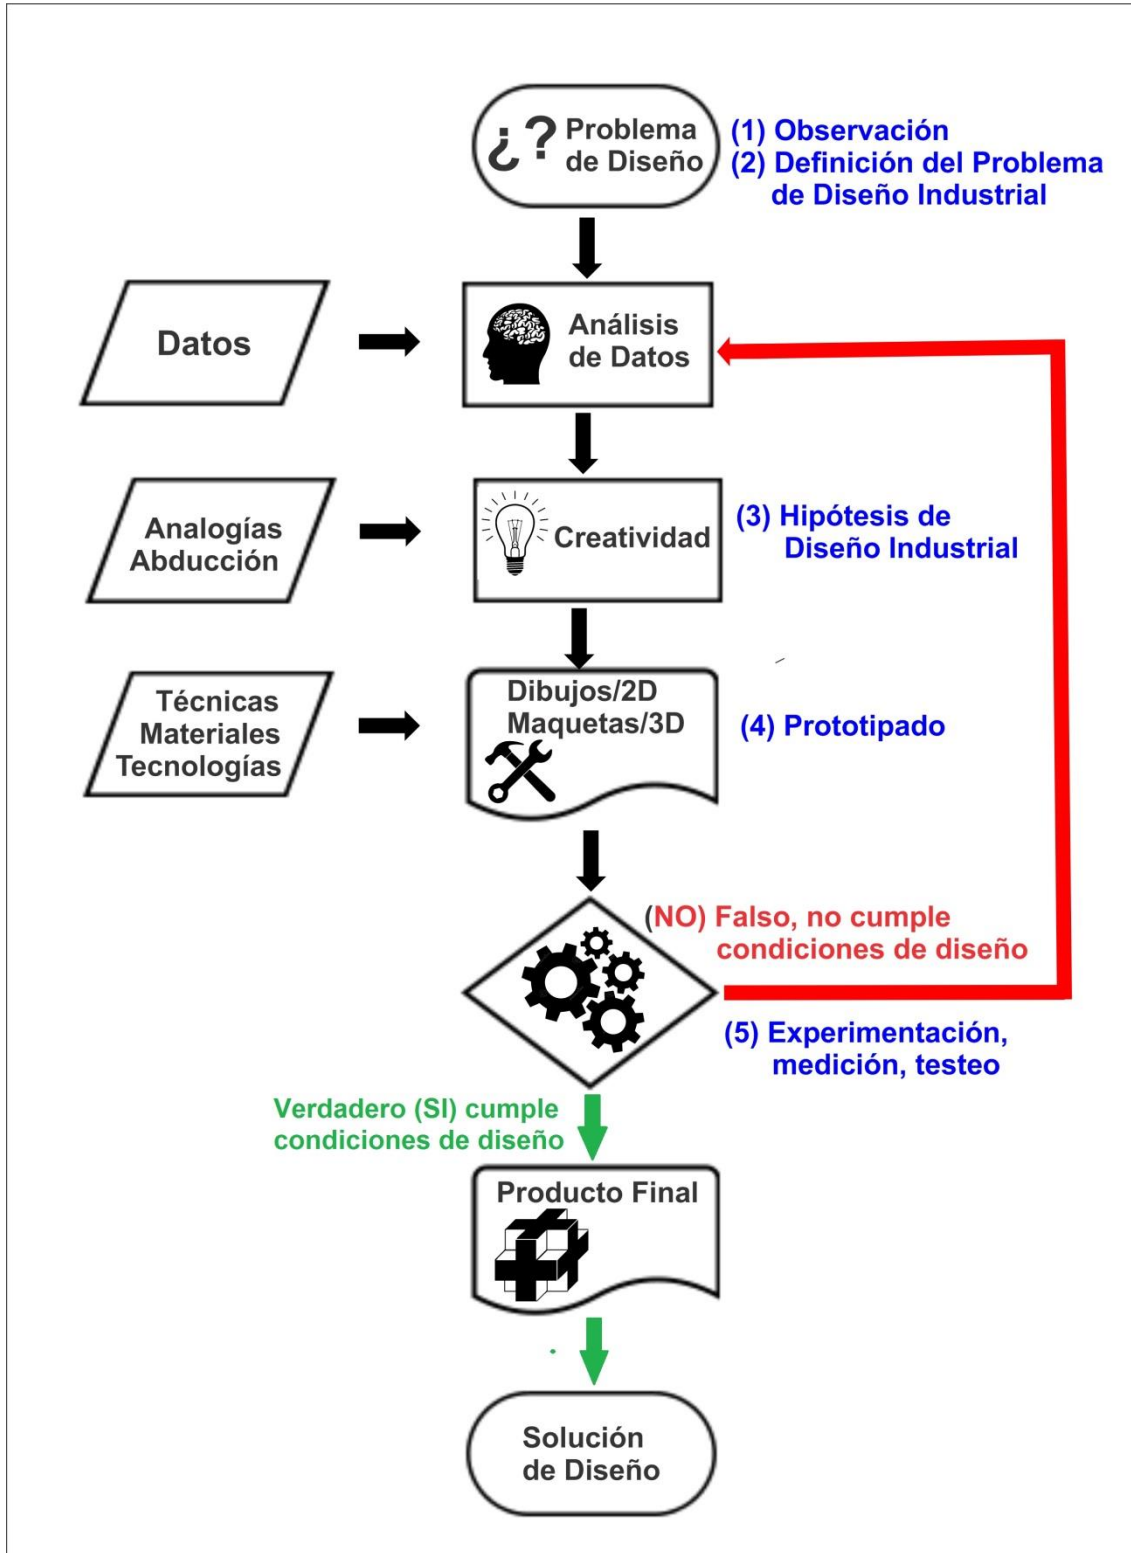 ¿? Problema
de Diseño
(1) Observación
(2) Definición del Problema
de Diseño Industrial
Datos
Análisis
de Datos
Analogías
Abducción
Creatividad
(3) Hipótesis de
Diseño Industrial
Técnicas
Materiales
Tecnologías
Dibujos/2D
Maquetas/3D
(4) Prototipado
(NO) Falso, no cumple
condiciones de diseño
(5) Experimentación,
medición, testeo
Verdadero (SI) cumple
condiciones de diseño
Producto Final
Solución
de Diseño